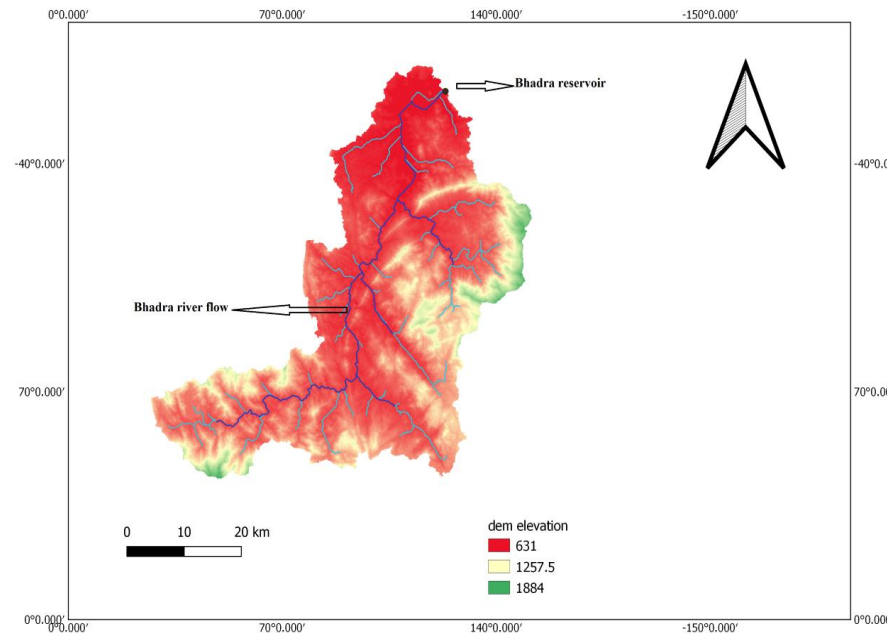 0°0.000′ 70°0.000′ 140°0.000′ -150°0.000′
Bhadra reservoir
-40°0.000′ -40°0.0
Bhadra river flow
70°0.000′ 70°0.0
0 10 20 km
dem elevation
631
1257.5
1884
0°0.000′ 0°0.000
0°0.000′ 70°0.000′ 140°0.000′ -150°0.000′